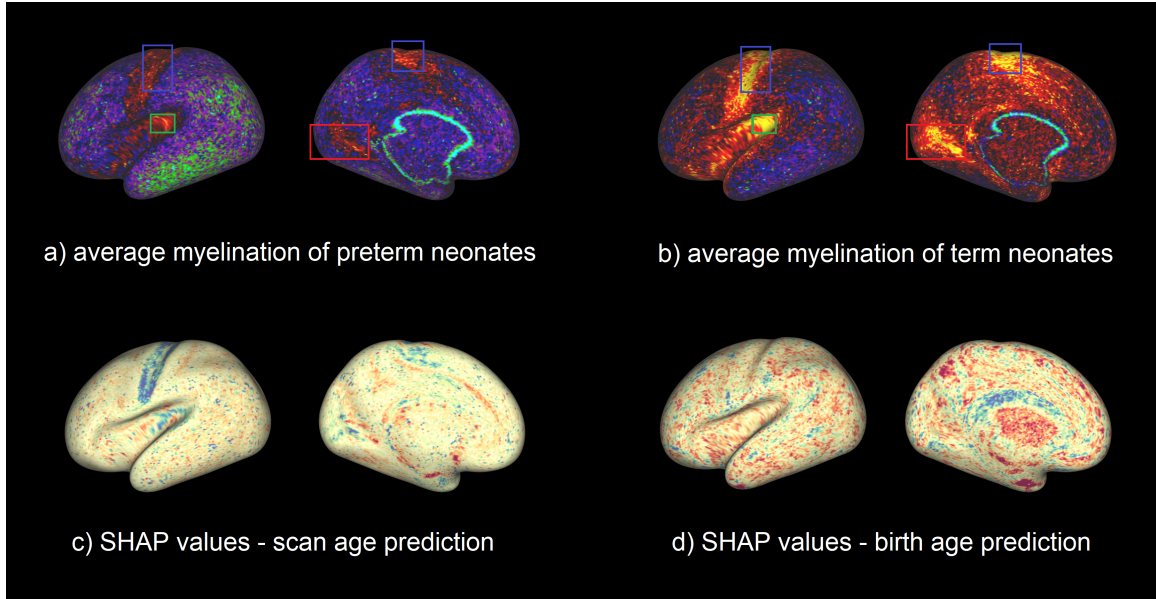 a) average myelination of preterm neonates
b) average myelination of term neonates
c) SHAP values - scan age prediction
d) SHAP values - birth age prediction